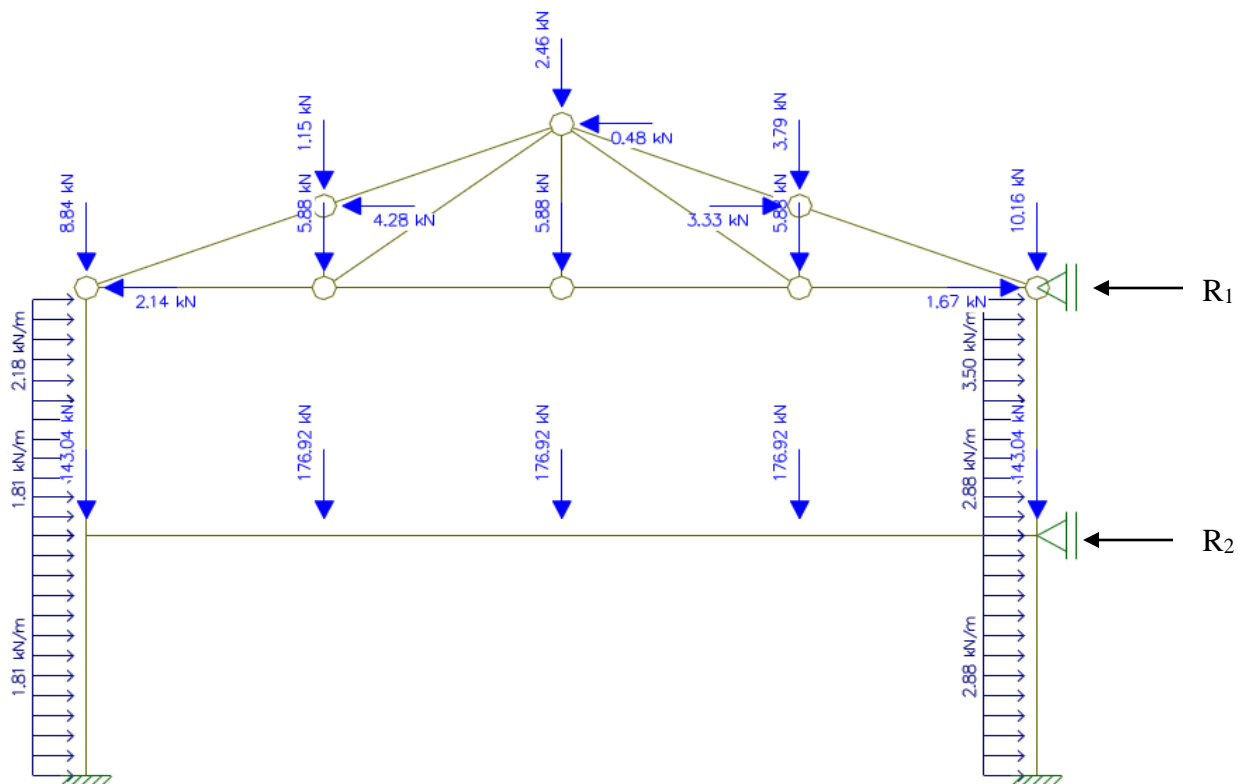 2.46 kN
1.15 kN
3.79 kN
0.48 kN
8.84 kN
5.88 kN
4.28 kN
5.88 kN
3.33 kN
5.88 kN
10.16 kN
2.14 kN
1.67 kN
R1
2.18 kN/m
3.50 kN/m
143.04 kN
176.92 kN
176.92 kN
176.92 kN
143.04 kN
1.81 kN/m
2.88 kN/m
R2
1.81 kN/m
2.88 kN/m